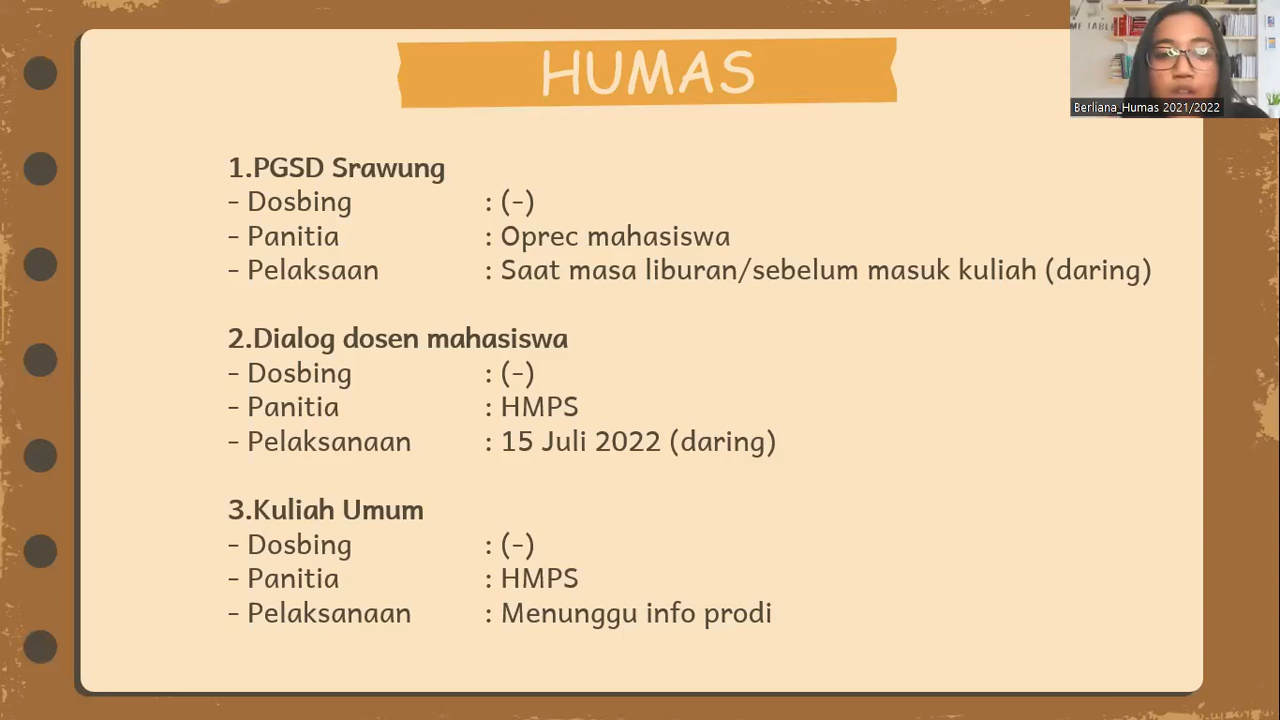 HUMAS
Berliana_Humas 2021/2022
1.PGSD Srawung
- Dosbing : (-)
- Panitia : Oprec mahasiswa
- Pelaksaan : Saat masa liburan/sebelum masuk kuliah (daring)
2.Dialog dosen mahasiswa
- Dosbing : (-)
- Panitia : HMPS
- Pelaksanaan : 15 Juli 2022 (daring)
3.Kuliah Umum
- Dosbing : (-)
- Panitia : HMPS
- Pelaksanaan : Menunggu info prodi